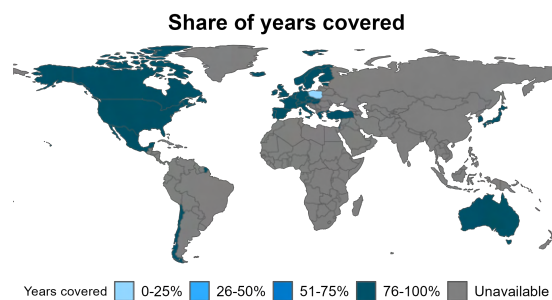 Share of years covered
Years covered 0-25% 26-50% 51-75% 76-100% Unavailable